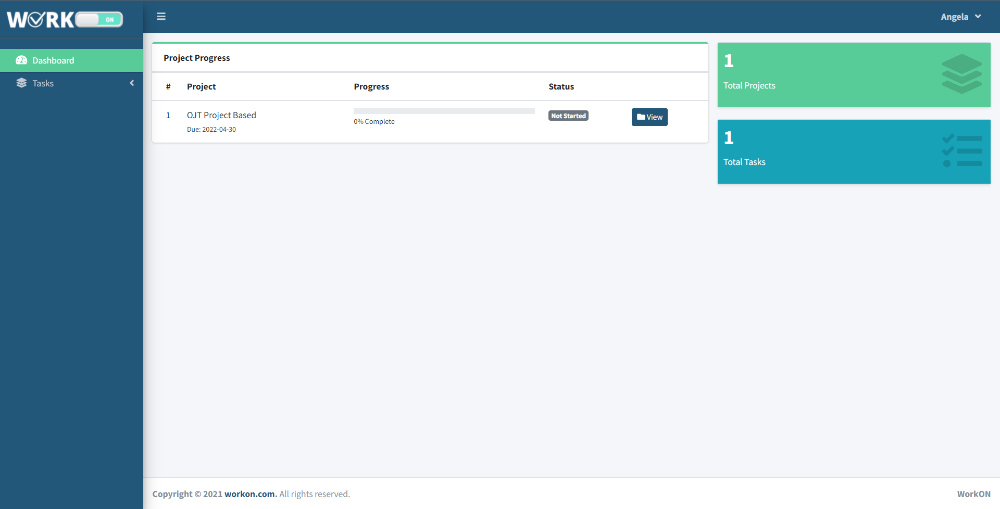 WORK ON
Angela
Dashboard
Tasks
Project Progress
# Project Progress Status
1 OJT Project Based 0% Complete Not Started View
Due: 2022-04-30
1
Total Projects
1
Total Tasks
Copyright © 2021 workon.com. All rights reserved.
WorkON